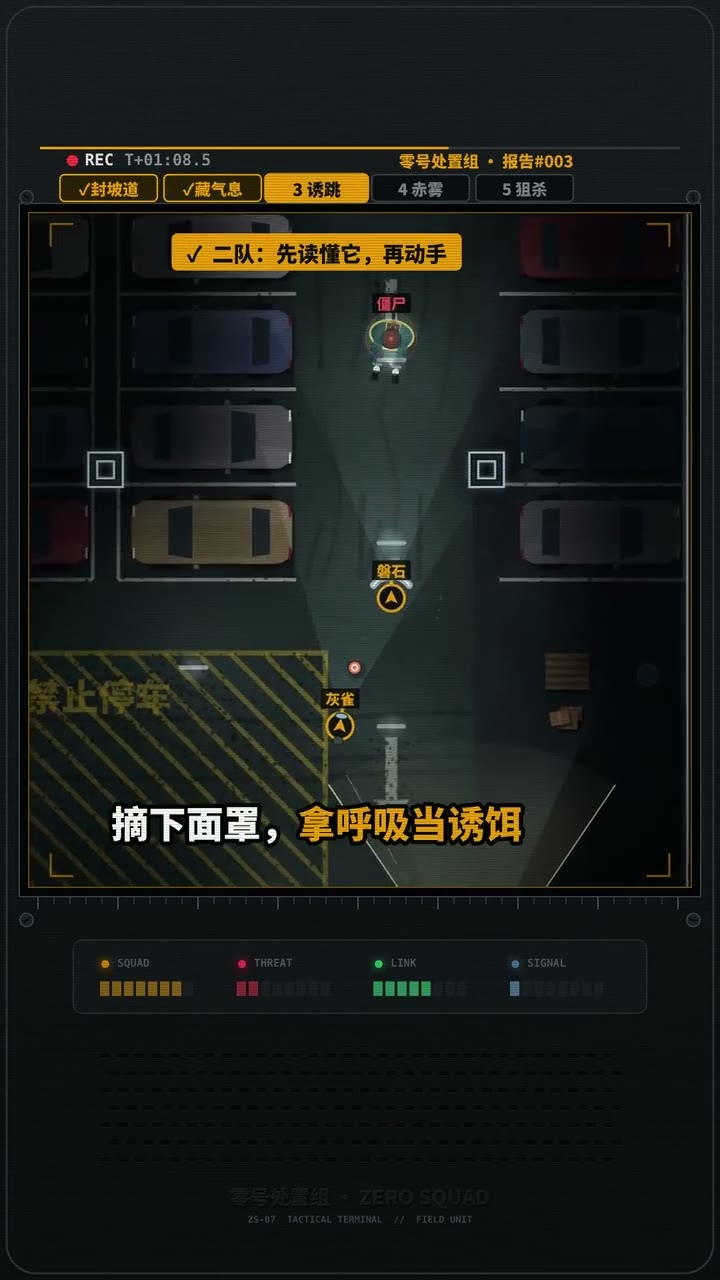 REC T+01:08.5
零号处置组 · 报告#003
✓封坡道 ✓藏气息 3 诱跳 4 赤雾 5 狙杀
✓ 二队：先读懂它，再动手
僵尸
磐石
灰雀
禁止停车
摘下面罩，拿呼吸当诱饵
SQUAD THREAT LINK SIGNAL
零号处置组 · ZERO SQUAD
ZS-07 TACTICAL TERMINAL // FIELD UNIT